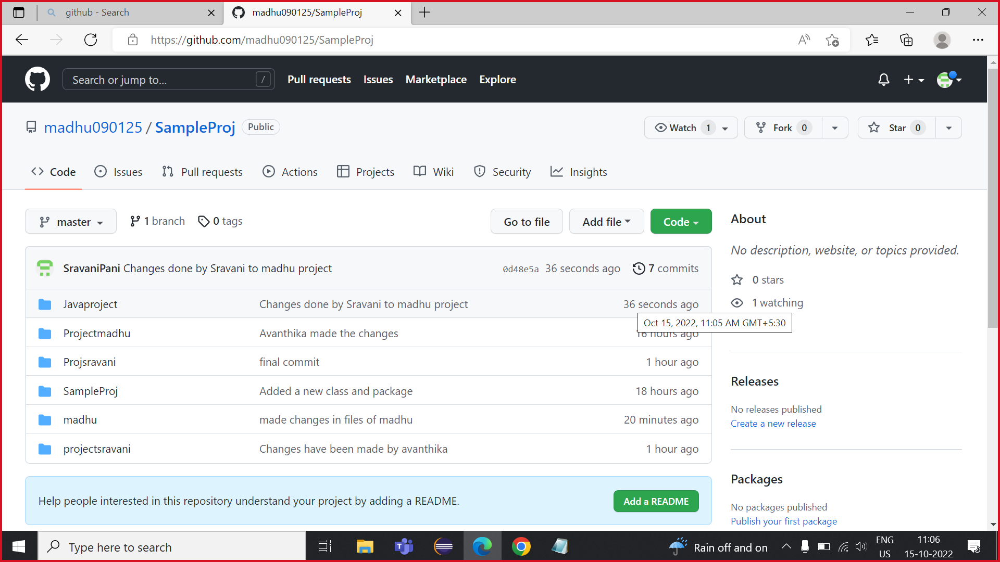 github - Search
madhu090125/SampleProj
https://github.com/madhu090125/SampleProj
Search or jump to...
/
Pull requests
Issues
Marketplace
Explore
madhu090125 / SampleProj Public
Watch 1
Fork 0
Star 0
Code
Issues
Pull requests
Actions
Projects
Wiki
Security
Insights
master
1 branch
0 tags
Go to file
Add file
Code
SravaniPani Changes done by Sravani to madhu project 0d48e5a 36 seconds ago 7 commits
Javaproject Changes done by Sravani to madhu project 36 seconds ago
Oct 15, 2022, 11:05 AM GMT+5:30
Projectmadhu Avanthika made the changes 16 hours ago
Projsravani final commit 1 hour ago
SampleProj Added a new class and package 18 hours ago
madhu made changes in files of madhu 20 minutes ago
projectsravani Changes have been made by avanthika 1 hour ago
Help people interested in this repository understand your project by adding a README.
Add a README
About
No description, website, or topics provided.
0 stars
1 watching
Releases
No releases published
Create a new release
Packages
No packages published
Publish your first package
Type here to search
Rain off and on
ENG
US
11:06
15-10-2022